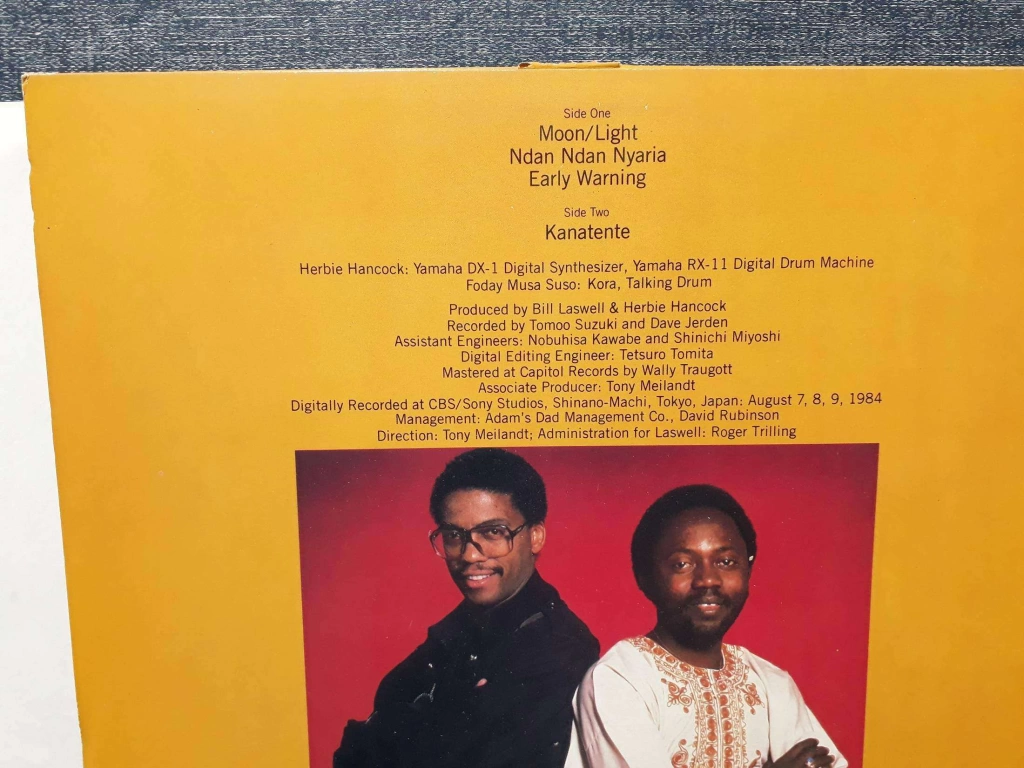 Side One
Moon/Light
Ndan Ndan Nyaria
Early Warning
Side Two
Kanatente
Herbie Hancock: Yamaha DX-1 Digital Synthesizer, Yamaha RX-11 Digital Drum Machine
Foday Musa Suso: Kora, Talking Drum
Produced by Bill Laswell & Herbie Hancock
Recorded by Tomoo Suzuki and Dave Jerden
Assistant Engineers: Nobuhisa Kawabe and Shinichi Miyoshi
Digital Editing Engineer: Tetsuro Tomita
Mastered at Capitol Records by Wally Traugott
Associate Producer: Tony Meilandt
Digitally Recorded at CBS/Sony Studios, Shinano-Machi, Tokyo, Japan: August 7, 8, 9, 1984
Management: Adam's Dad Management Co., David Rubinson
Direction: Tony Meilandt; Administration for Laswell: Roger Trilling